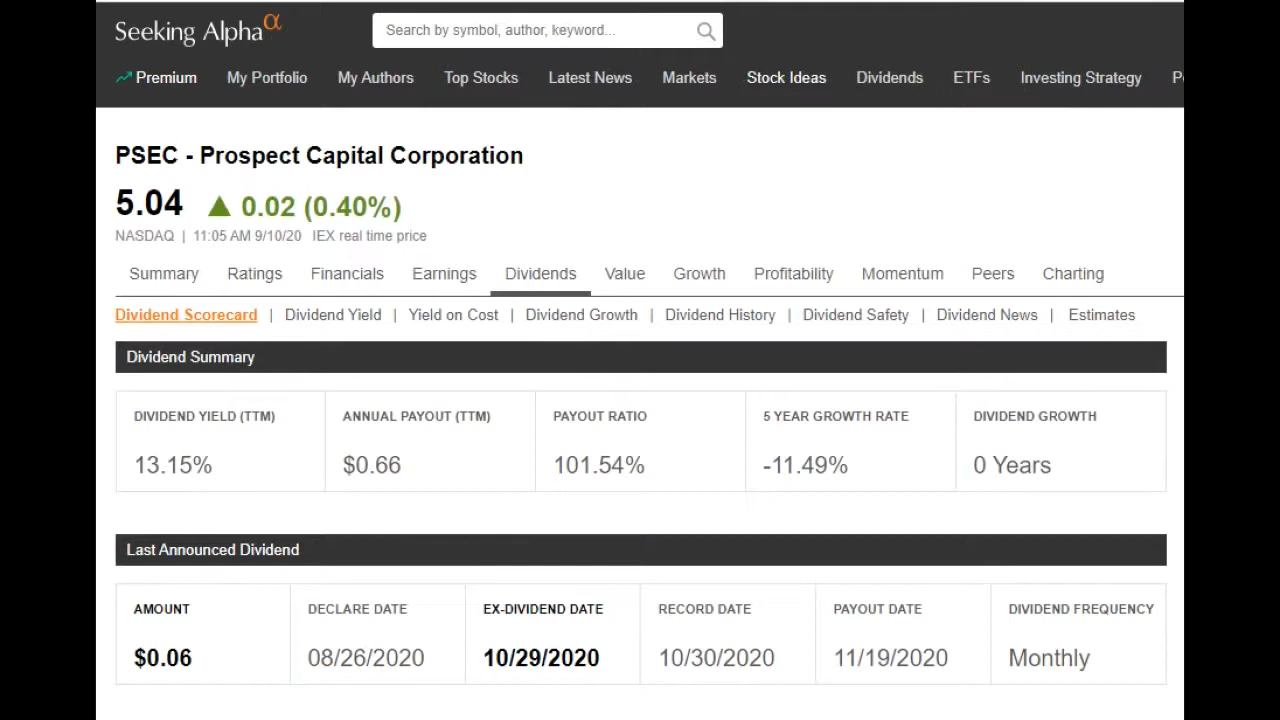 Seeking Alpha α
Search by symbol, author, keyword...
Premium My Portfolio My Authors Top Stocks Latest News Markets Stock Ideas Dividends ETFs Investing Strategy
PSEC - Prospect Capital Corporation
5.04 ▲ 0.02 (0.40%)
NASDAQ | 11:05 AM 9/10/20 IEX real time price
Summary Ratings Financials Earnings Dividends Value Growth Profitability Momentum Peers Charting
Dividend Scorecard | Dividend Yield | Yield on Cost | Dividend Growth | Dividend History | Dividend Safety | Dividend News | Estimates
Dividend Summary
DIVIDEND YIELD (TTM) ANNUAL PAYOUT (TTM) PAYOUT RATIO 5 YEAR GROWTH RATE DIVIDEND GROWTH
13.15% $0.66 101.54% -11.49% 0 Years
Last Announced Dividend
AMOUNT DECLARE DATE EX-DIVIDEND DATE RECORD DATE PAYOUT DATE DIVIDEND FREQUENCY
$0.06 08/26/2020 10/29/2020 10/30/2020 11/19/2020 Monthly